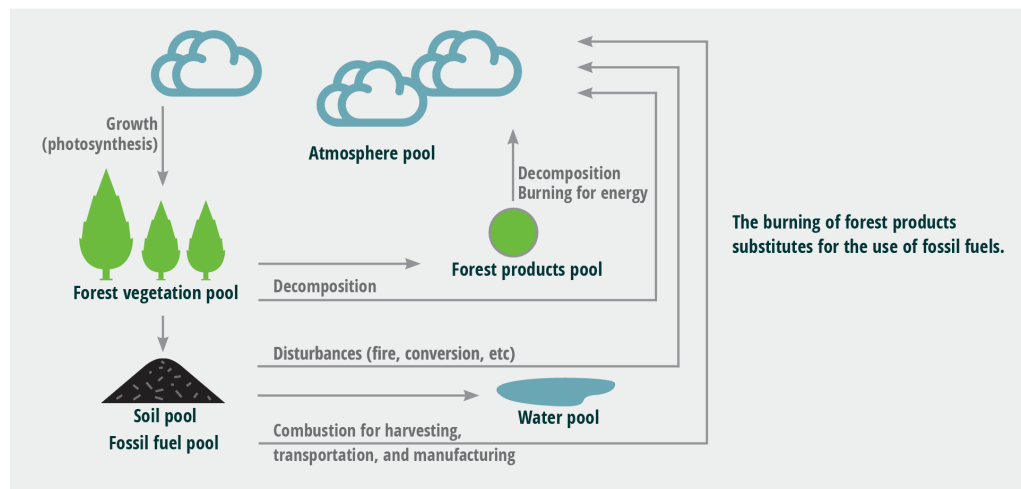 Growth
(photosynthesis)
Atmosphere pool
Decomposition
Burning for energy
The burning of forest products
substitutes for the use of fossil fuels.
Forest products pool
Forest vegetation pool
Decomposition
Disturbances (fire, conversion, etc)
Soil pool
Fossil fuel pool
Water pool
Combustion for harvesting,
transportation, and manufacturing